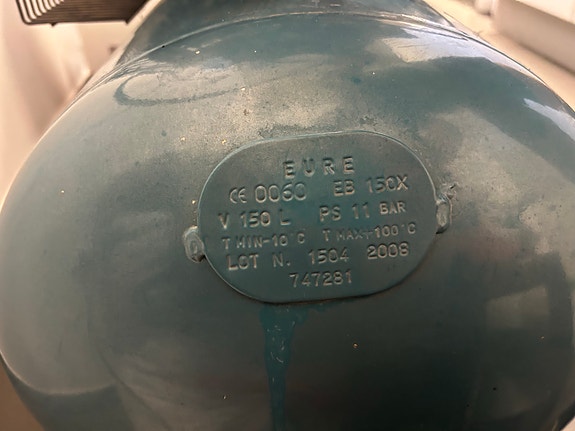 EURE
CE 0060 EB 150X
V 150 L PS 11 BAR
T MIN-10°C T MAX+100°C
LOT N. 1504 2008
747281